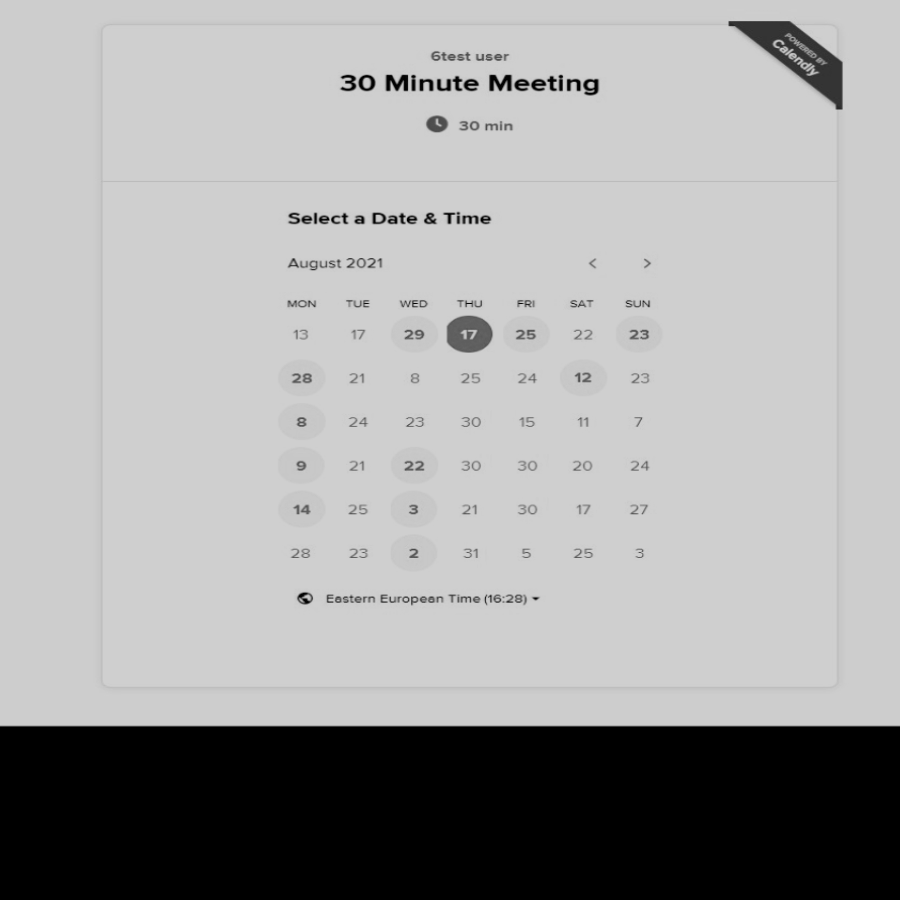 POWERED BY
Calendly
6test user
30 Minute Meeting
30 min
Select a Date & Time
August 2021
MON TUE WED THU FRI SAT SUN
13 17 29 17 25 22 23
28 21 8 25 24 12 23
8 24 23 30 15 11 7
9 21 22 30 30 20 24
14 25 3 21 30 17 27
28 23 2 31 5 25 3
Eastern European Time (16:28)